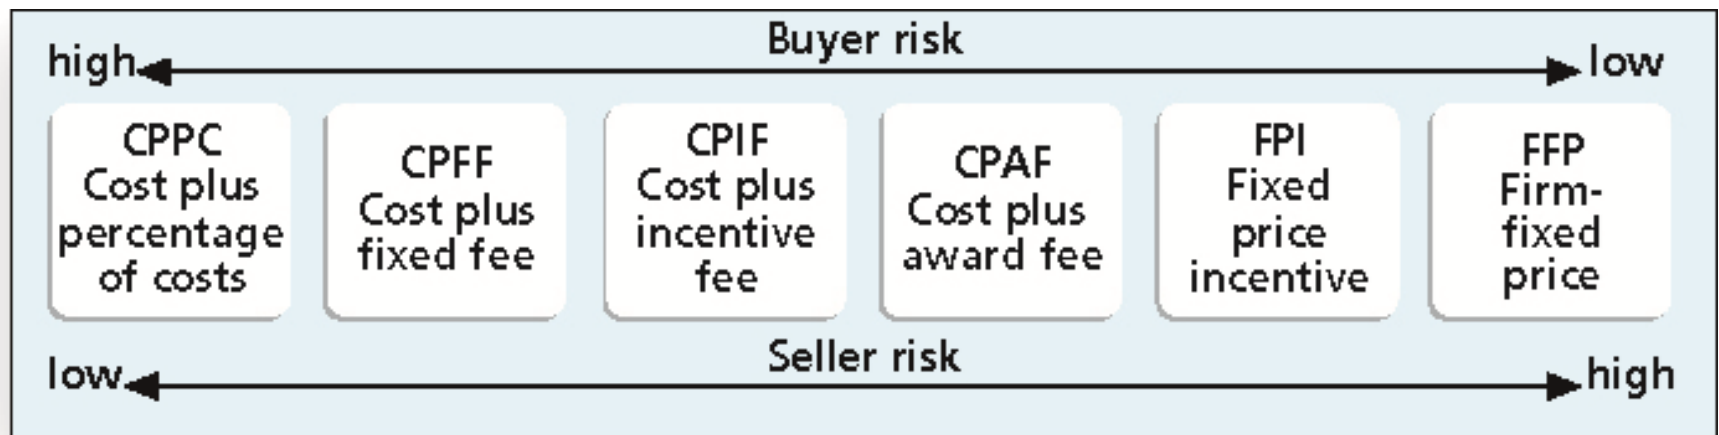 Buyer risk
high
low
CPPC
Cost plus
percentage
of costs
CPFF
Cost plus
fixed fee
CPIF
Cost plus
incentive
fee
CPAF
Cost plus
award fee
FPI
Fixed
price
incentive
FFP
Firm-
fixed
price
Seller risk
low
high